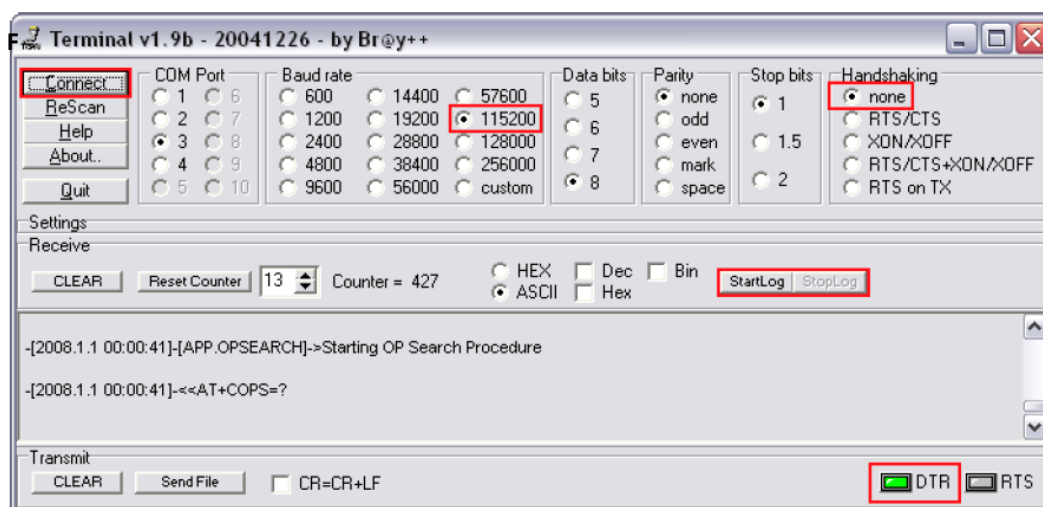 F Terminal v1.9b - 20041226 - by Br@y++
Connect
ReScan
Help
About..
Quit
COM Port
1 6
2 7
3 8
4 9
5 10
Baud rate
600 14400 57600
1200 19200 115200
2400 28800 128000
4800 38400 256000
9600 56000 custom
Data bits
5
6
7
8
Parity
none
odd
even
mark
space
Stop bits
1
1.5
2
Handshaking
none
RTS/CTS
XON/XOFF
RTS/CTS+XON/XOFF
RTS on TX
Settings
Receive
CLEAR Reset Counter 13 Counter = 427 HEX Dec Bin
ASCII Hex
StartLog StopLog
-[2008.1.1 00:00:41]-[APP.OPSEARCH]->Starting OP Search Procedure
-[2008.1.1 00:00:41]-<<AT+COPS=?
Transmit
CLEAR Send File CR=CR+LF DTR RTS